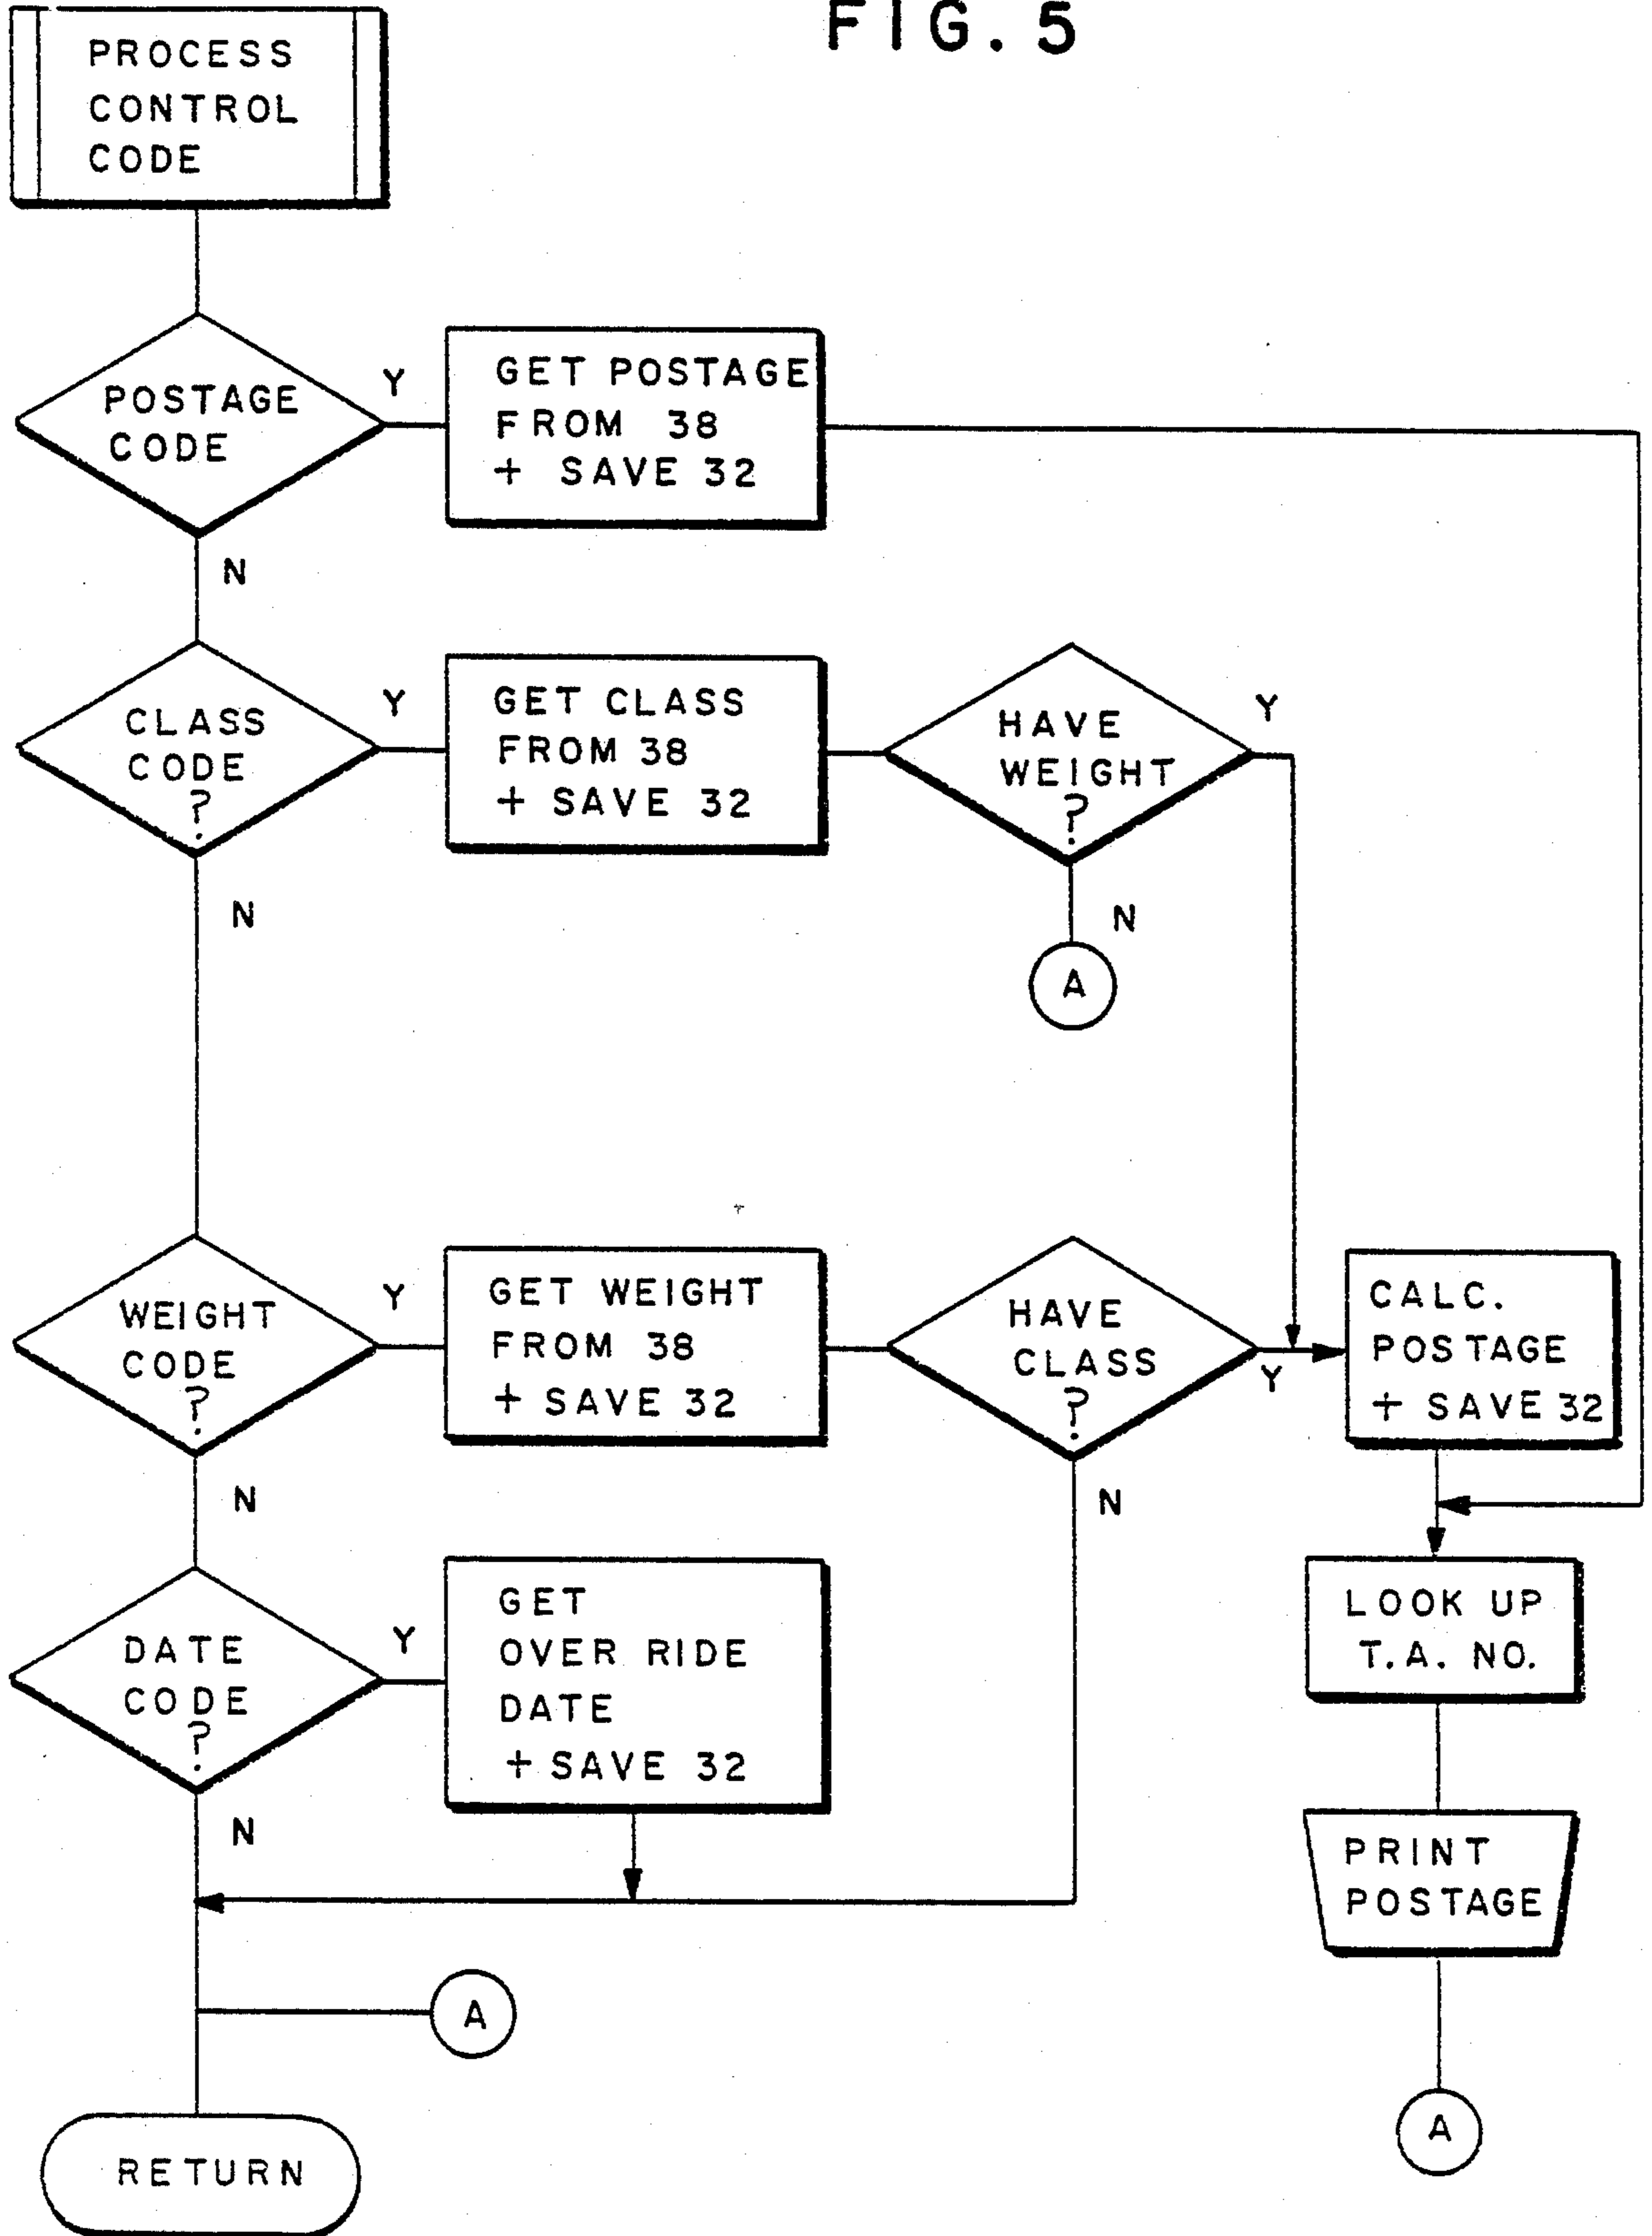 FIG. 5
PROCESS
CONTROL
CODE
POSTAGE
CODE
Y
GET POSTAGE
FROM 38
+ SAVE 32
N
CLASS
CODE
?
Y
GET CLASS
FROM 38
+ SAVE 32
HAVE
WEIGHT
?
Y
N
N
A
WEIGHT
CODE
?
Y
GET WEIGHT
FROM 38
+ SAVE 32
HAVE
CLASS
?
Y
CALC.
POSTAGE
+ SAVE 32
N
N
DATE
CODE
?
Y
GET
OVER RIDE
DATE
+ SAVE 32
LOOK UP
T.A. NO.
N
PRINT
POSTAGE
A
A
RETURN